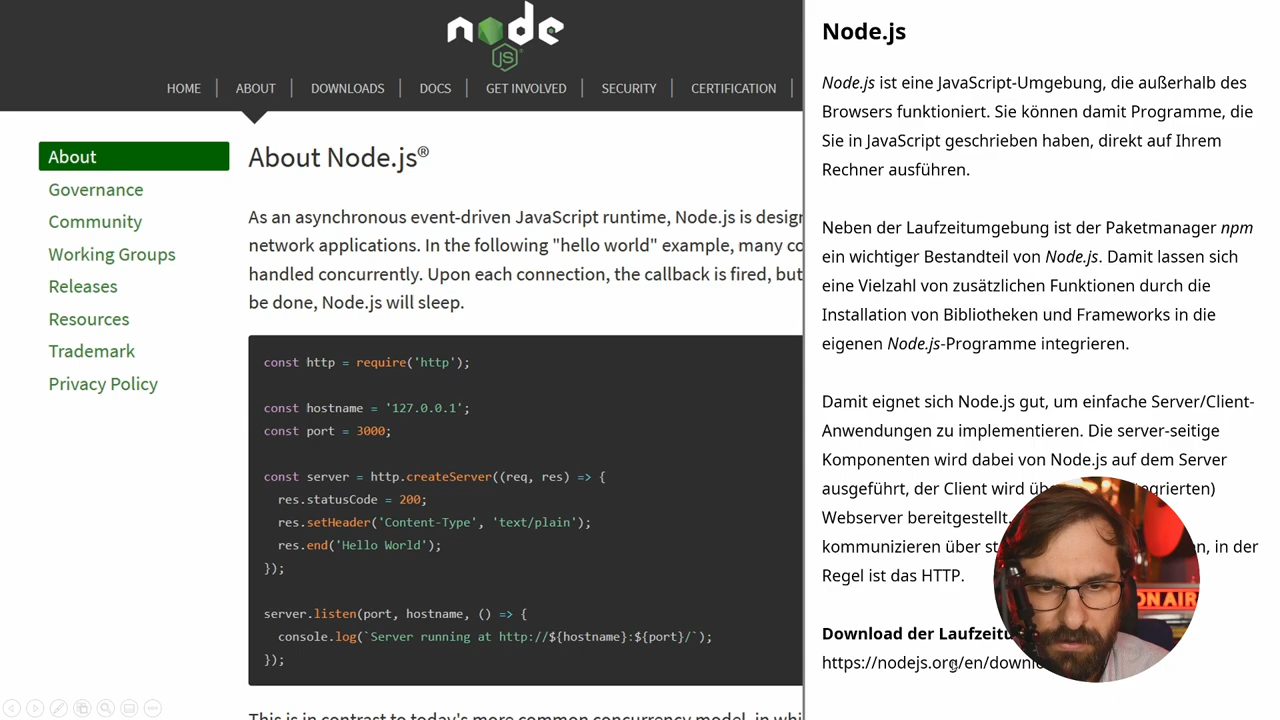 node
JS
HOME
ABOUT
DOWNLOADS
DOCS
GET INVOLVED
SECURITY
CERTIFICATION
About
Governance
Community
Working Groups
Releases
Resources
Trademark
Privacy Policy
About Node.js®
As an asynchronous event-driven JavaScript runtime, Node.js is
network applications. In the following "hello world" example, many
handled concurrently. Upon each connection, the callback is fired, but
be done, Node.js will sleep.
const http = require('http');
const hostname = '127.0.0.1';
const port = 3000;
const server = http.createServer((req, res) => {
res.statusCode = 200;
res.setHeader('Content-Type', 'text/plain');
res.end('Hello World');
});
server.listen(port, hostname, () => {
console.log(`Server running at http://${hostname}:${port}/`);
});
This is in contrast to today's more common concurrency model, in
Node.js
Node.js ist eine JavaScript-Umgebung, die außerhalb des
Browsers funktioniert. Sie können damit Programme, die
Sie in JavaScript geschrieben haben, direkt auf Ihrem
Rechner ausführen.
Neben der Laufzeitumgebung ist der Paketmanager npm
ein wichtiger Bestandteil von Node.js. Damit lassen sich
eine Vielzahl von zusätzlichen Funktionen durch die
Installation von Bibliotheken und Frameworks in die
eigenen Node.js-Programme integrieren.
Damit eignet sich Node.js gut, um einfache Server/Client-
Anwendungen zu implementieren. Die server-seitige
Komponenten wird dabei von Node.js auf dem Server
ausgeführt, der Client wird
Webserver bereitgestellt.
kommunizieren über in der
Regel ist das HTTP.
Download der
https://nodejs.org/en/
ON AIR